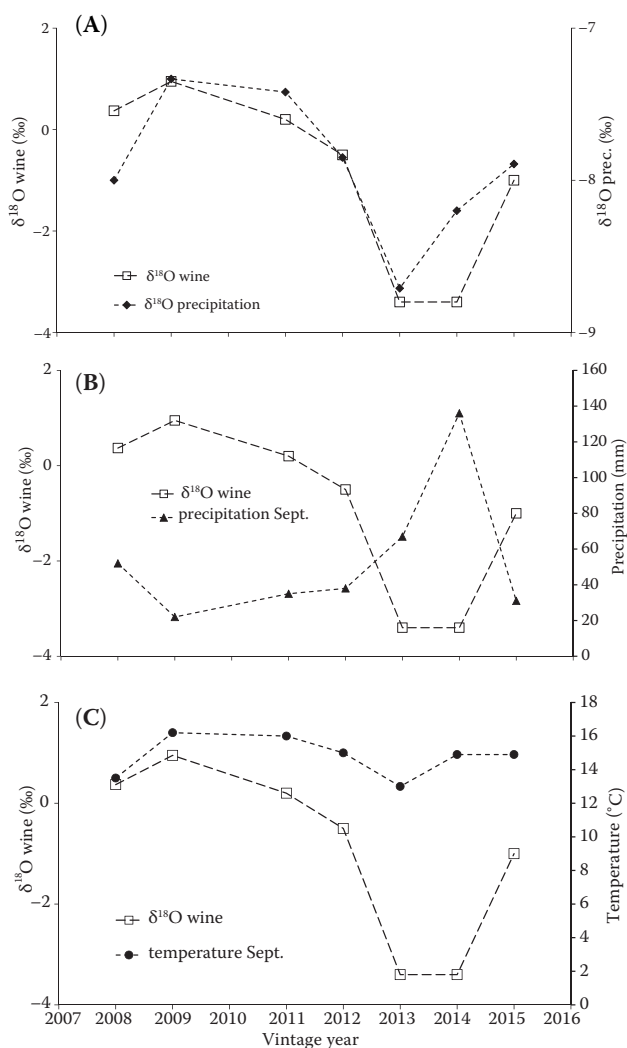 (A)
2
0
−2
−4
δ¹⁸O wine (‰)
−7
−8
−9
δ¹⁸O prec. (‰)
δ¹⁸O wine
δ¹⁸O precipitation
(B)
2
0
−2
−4
δ¹⁸O wine (‰)
160
140
120
100
80
60
40
20
0
Precipitation (mm)
δ¹⁸O wine
precipitation Sept.
(C)
2
0
−2
−4
δ¹⁸O wine (‰)
18
16
14
12
10
8
6
4
2
0
Temperature (°C)
δ¹⁸O wine
temperature Sept.
2007 2008 2009 2010 2011 2012 2013 2014 2015 2016
Vintage year